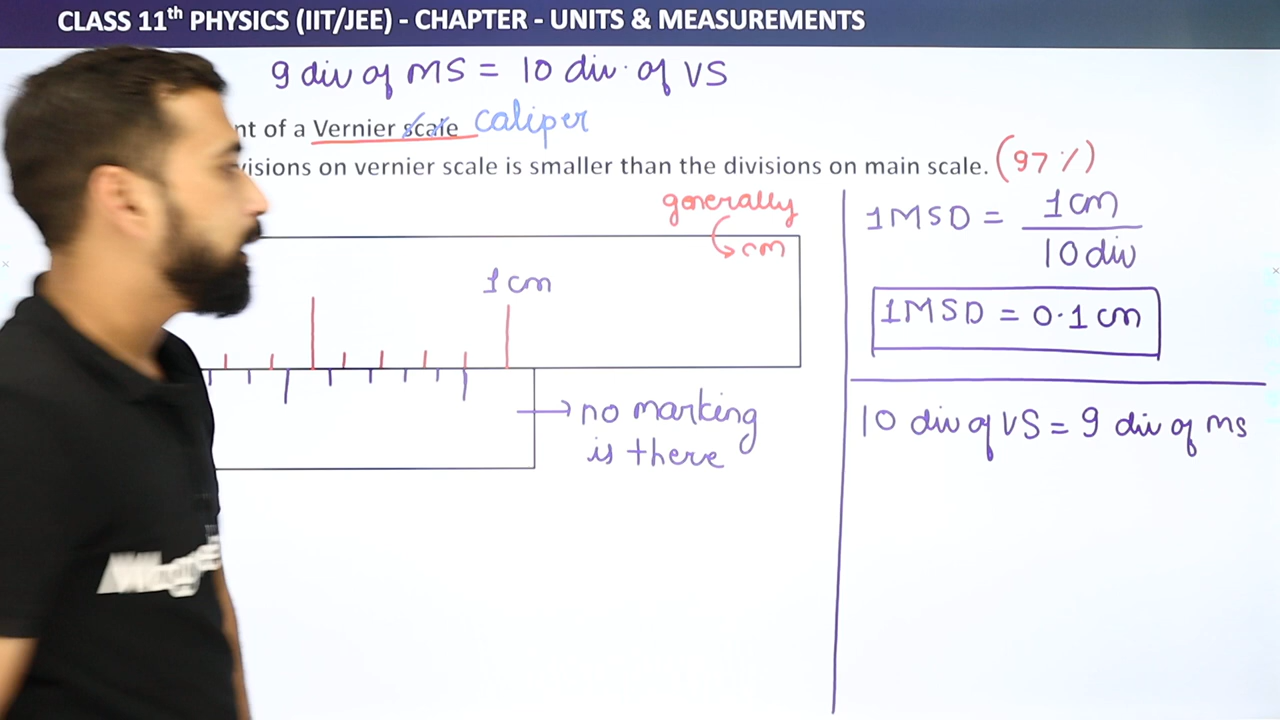 CLASS 11th PHYSICS (IIT/JEE) - CHAPTER - UNITS & MEASUREMENTS
9 div of MS = 10 div. of VS
nt of a Vernier scale caliper
visions on vernier scale is smaller than the divisions on main scale. (97%)
generally
cm
1 cm
no marking
is there
1MSD = 1cm
10 div
1MSD = 0.1 cm
10 div of VS = 9 div of ms